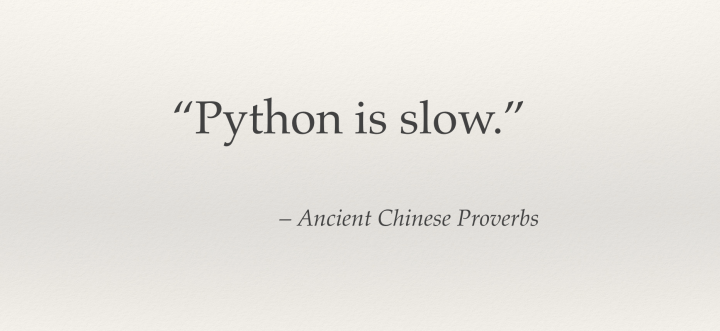 “Python is slow.”
– Ancient Chinese Proverbs